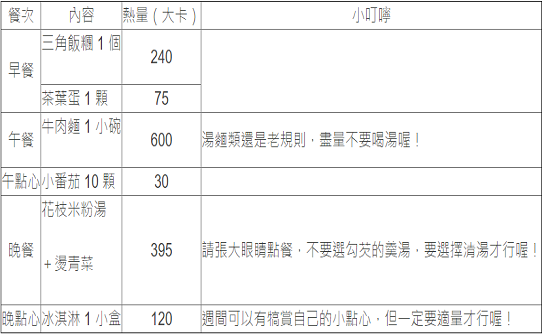 餐次 內容 熱量(大卡) 小叮嚀
早餐 三角飯糰 1 個 240
茶葉蛋 1 顆 75
午餐 牛肉麵 1 小碗 600 湯麵類還是老規則，盡量不要喝湯喔！
午點心 小番茄 10 顆 30
晚餐 花枝米粉湯
+ 燙青菜 395 請張大眼睛點餐，不要選勾芡的羹湯，要選擇清湯才行喔！
晚點心 冰淇淋 1 小盒 120 週間可以有犒賞自己的小點心，但一定要適量才行喔！